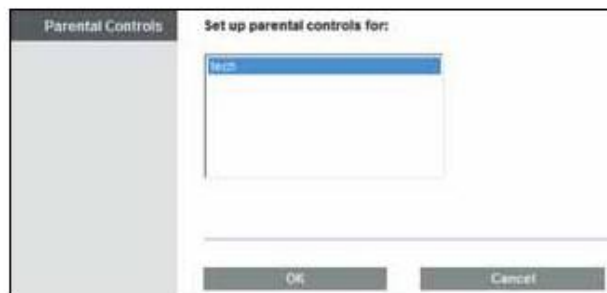 Parental Controls
Set up parental controls for:
tech
OK
Cancel